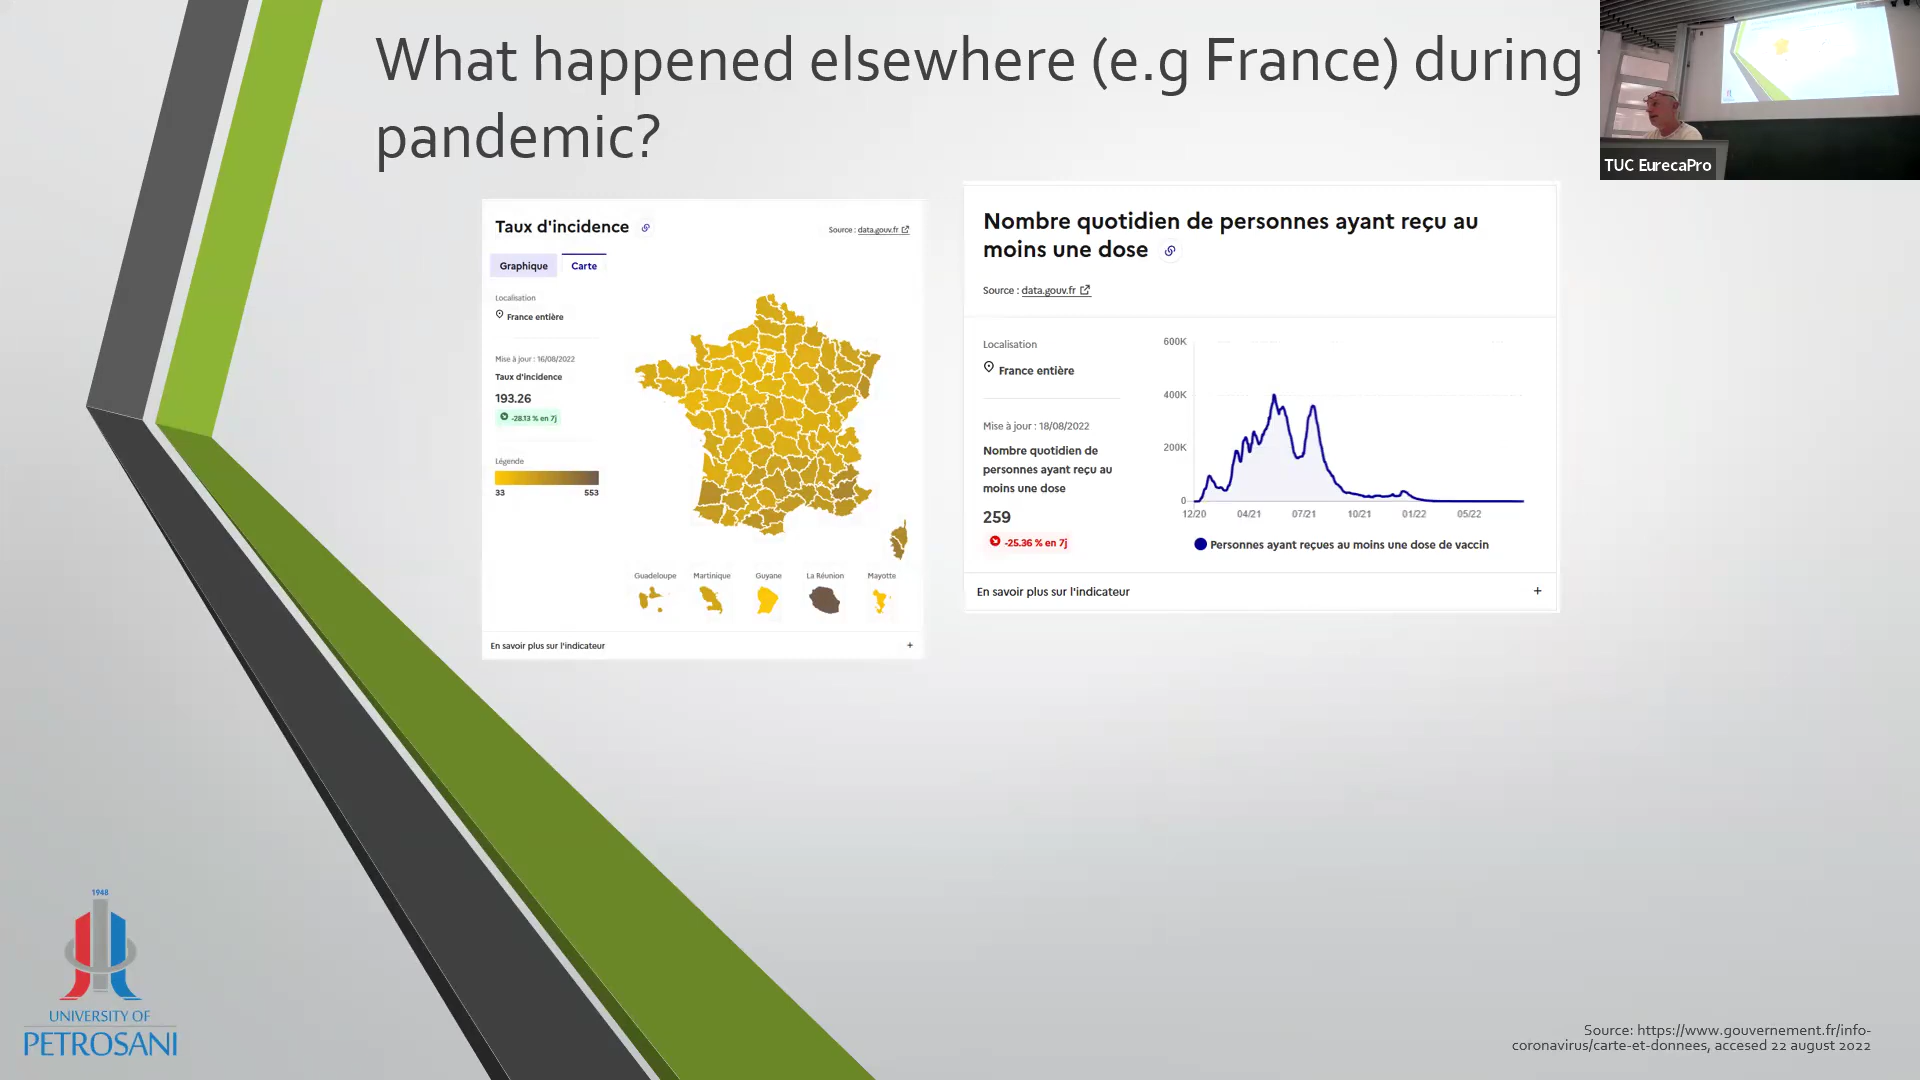 What happened elsewhere (e.g France) during
pandemic?
TUC EurecaPro
Taux d'incidence
Source : data.gouv.fr
Graphique
Carte
Localisation
France entière
Mise à jour : 16/08/2022
Taux d'incidence
193.26
-28.13 % en 7j
Légende
33
553
Guadeloupe
Martinique
Guyane
La Réunion
Mayotte
En savoir plus sur l'indicateur
+
Nombre quotidien de personnes ayant reçu au
moins une dose
Source : data.gouv.fr
Localisation
France entière
Mise à jour : 18/08/2022
Nombre quotidien de
personnes ayant reçu au
moins une dose
259
-25.36 % en 7j
600K
400K
200K
0
12/20
04/21
07/21
10/21
01/22
05/22
Personnes ayant reçues au moins une dose de vaccin
En savoir plus sur l'indicateur
+
1948
UNIVERSITY OF
PETROSANI
Source: https://www.gouvernement.fr/info-
coronavirus/carte-et-donnees, accesed 22 august 2022